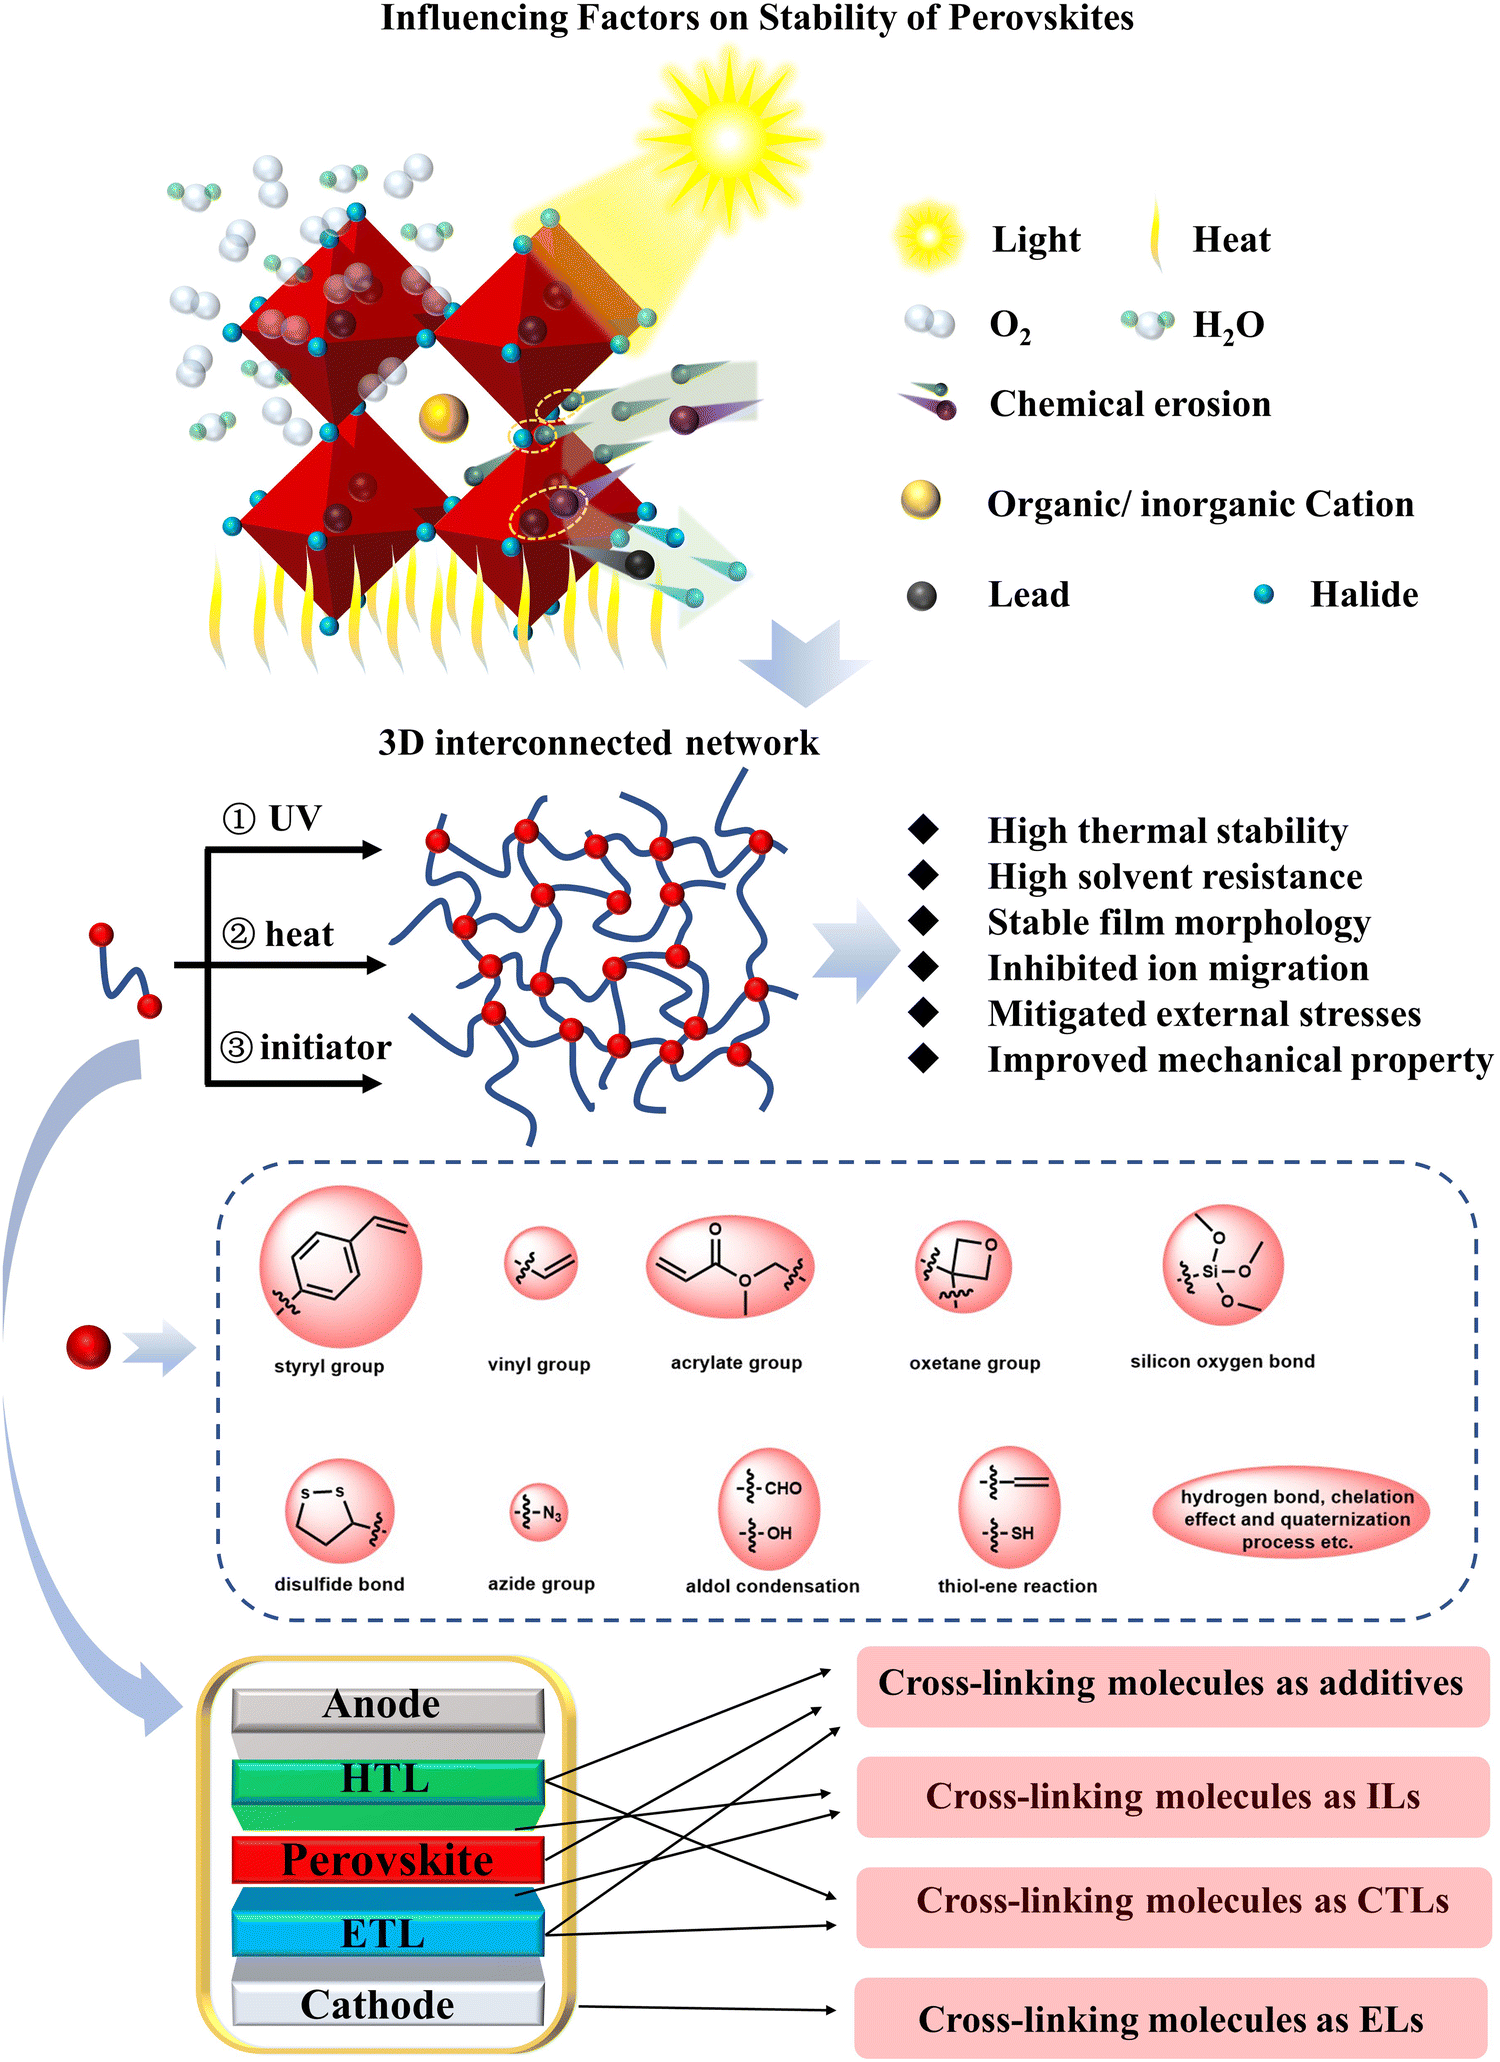 Influencing Factors on Stability of Perovskites
Light
Heat
O2
H2O
Chemical erosion
Organic/ inorganic Cation
Lead
Halide
3D interconnected network
① UV
② heat
③ initiator
High thermal stability
High solvent resistance
Stable film morphology
Inhibited ion migration
Mitigated external stresses
Improved mechanical property
O
O
O
O
Si
O
O
styryl group
vinyl group
acrylate group
oxetane group
silicon oxygen bond
S
S
N3
CHO
OH
SH
hydrogen bond, chelation
effect and quaternization
process etc.
disulfide bond
azide group
aldol condensation
thiol-ene reaction
Anode
HTL
Perovskite
ETL
Cathode
Cross-linking molecules as additives
Cross-linking molecules as ILs
Cross-linking molecules as CTLs
Cross-linking molecules as ELs